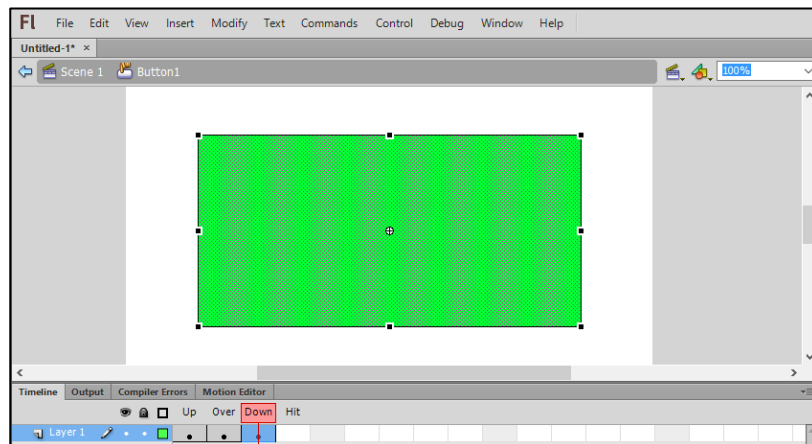 Fl File Edit View Insert Modify Text Commands Control Debug Window Help
Untitled-1* ×
Scene 1 Button1 100%
Timeline Output Compiler Errors Motion Editor
Up Over Down Hit
Layer 1